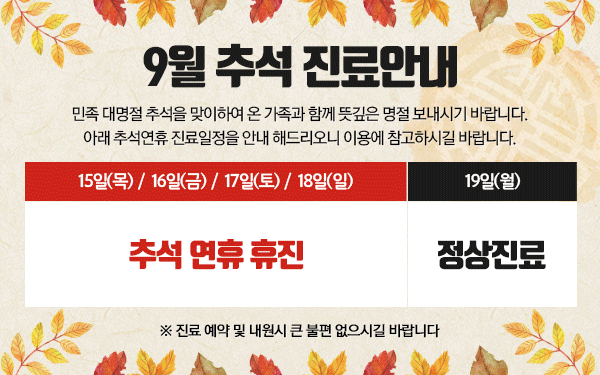 9월 추석 진료안내
민족 대명절 추석을 맞이하여 온 가족과 함께 뜻깊은 명절 보내시기 바랍니다.
아래 추석연휴 진료일정을 안내 해드리오니 이용에 참고하시길 바랍니다.
15일(목) / 16일(금) / 17일(토) / 18일(일)
19일(월)
추석 연휴 휴진
정상진료
※ 진료 예약 및 내원시 큰 불편 없으시길 바랍니다